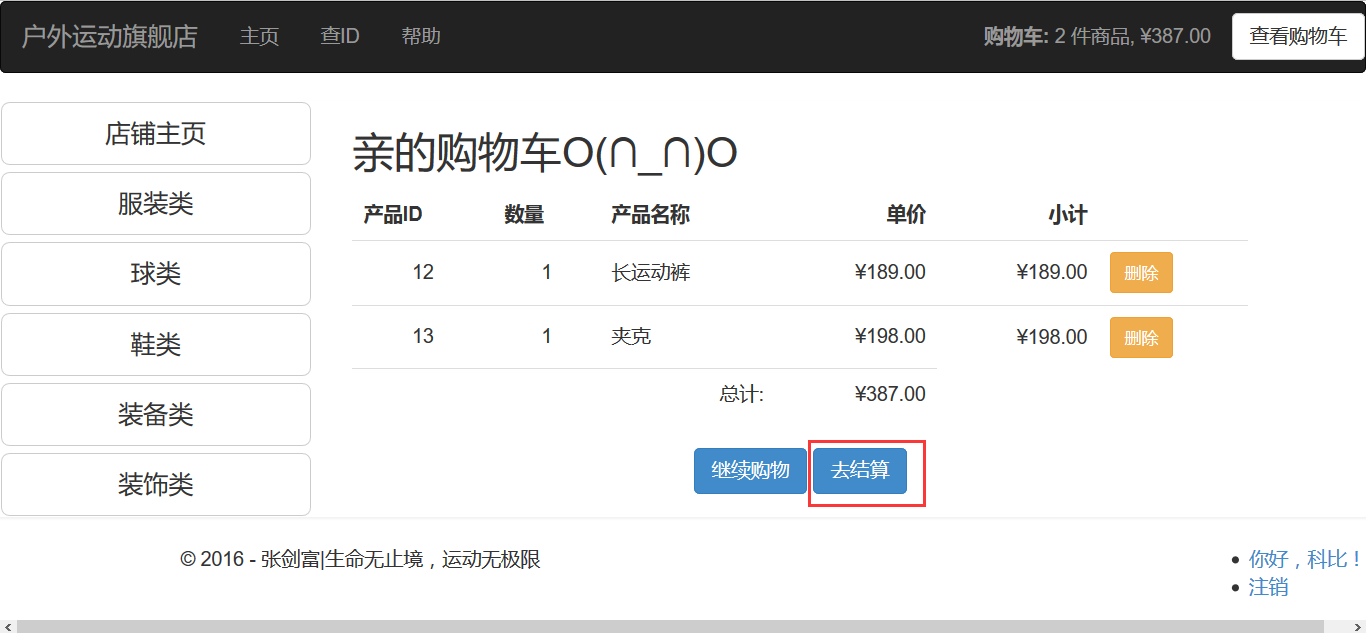 户外运动旗舰店 主页 查ID 帮助 购物车: 2 件商品, ¥387.00 查看购物车
店铺主页
服装类
球类
鞋类
装备类
装饰类
亲的购物车O(∩_∩)O
产品ID 数量 产品名称 单价 小计
12 1 长运动裤 ¥189.00 ¥189.00 删除
13 1 夹克 ¥198.00 ¥198.00 删除
总计: ¥387.00
继续购物 去结算
© 2016 - 张剑富|生命无止境，运动无极限
你好，科比！
注销